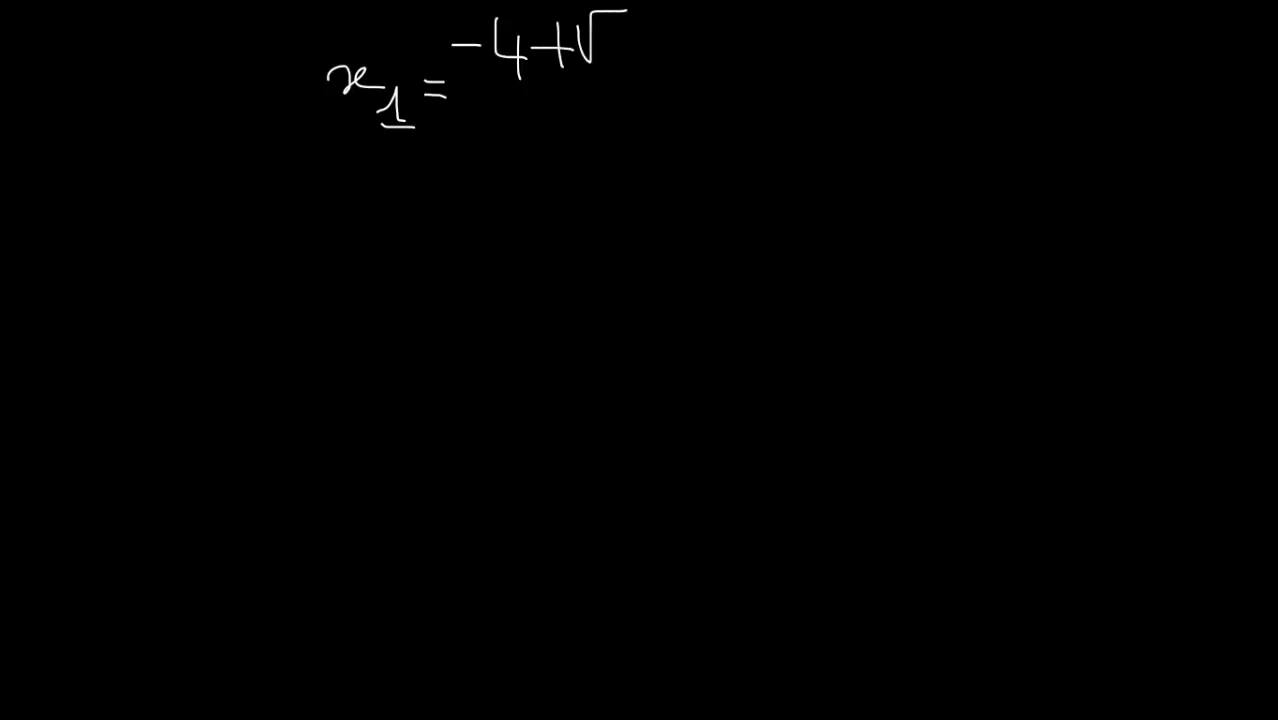 x₁ = -4+√